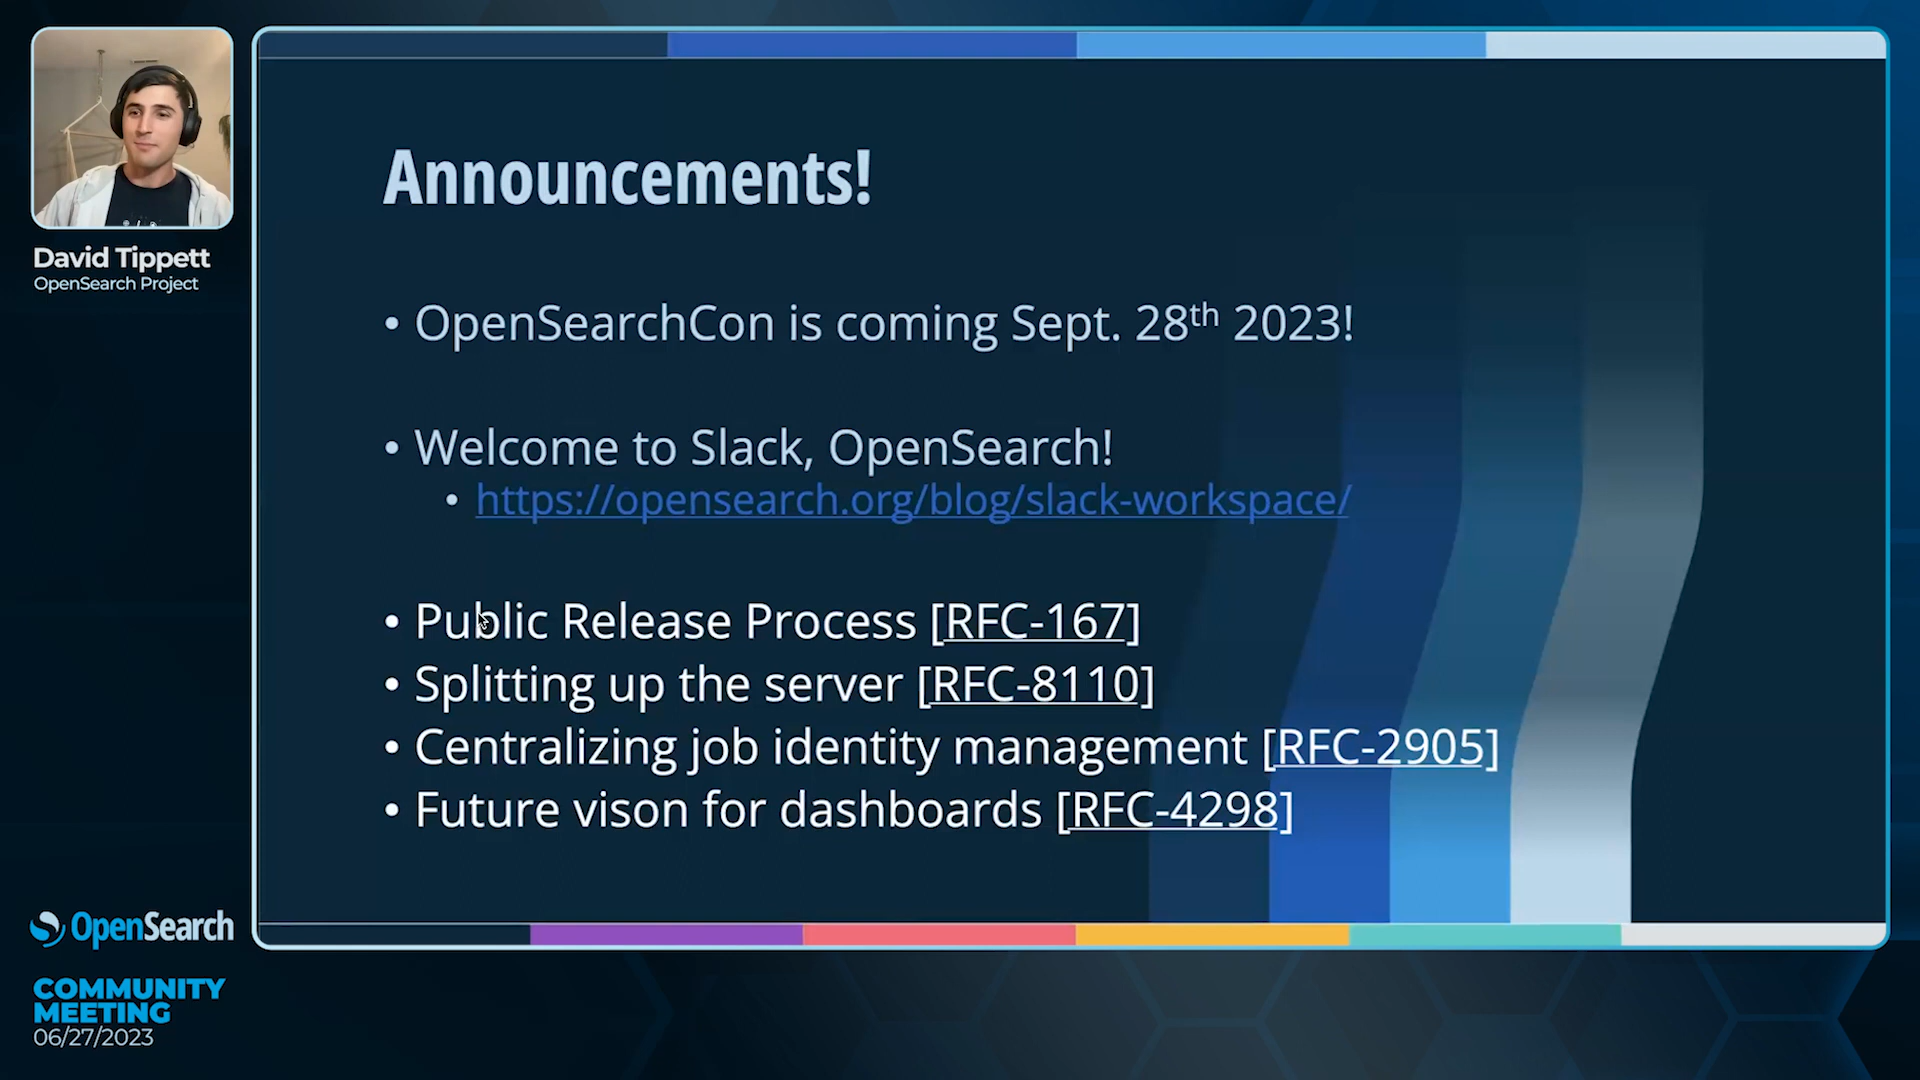 David Tippett
OpenSearch Project
Announcements!
• OpenSearchCon is coming Sept. 28th 2023!
• Welcome to Slack, OpenSearch!
• https://opensearch.org/blog/slack-workspace/
• Public Release Process [RFC-167]
• Splitting up the server [RFC-8110]
• Centralizing job identity management [RFC-2905]
• Future vison for dashboards [RFC-4298]
OpenSearch
COMMUNITY
MEETING
06/27/2023